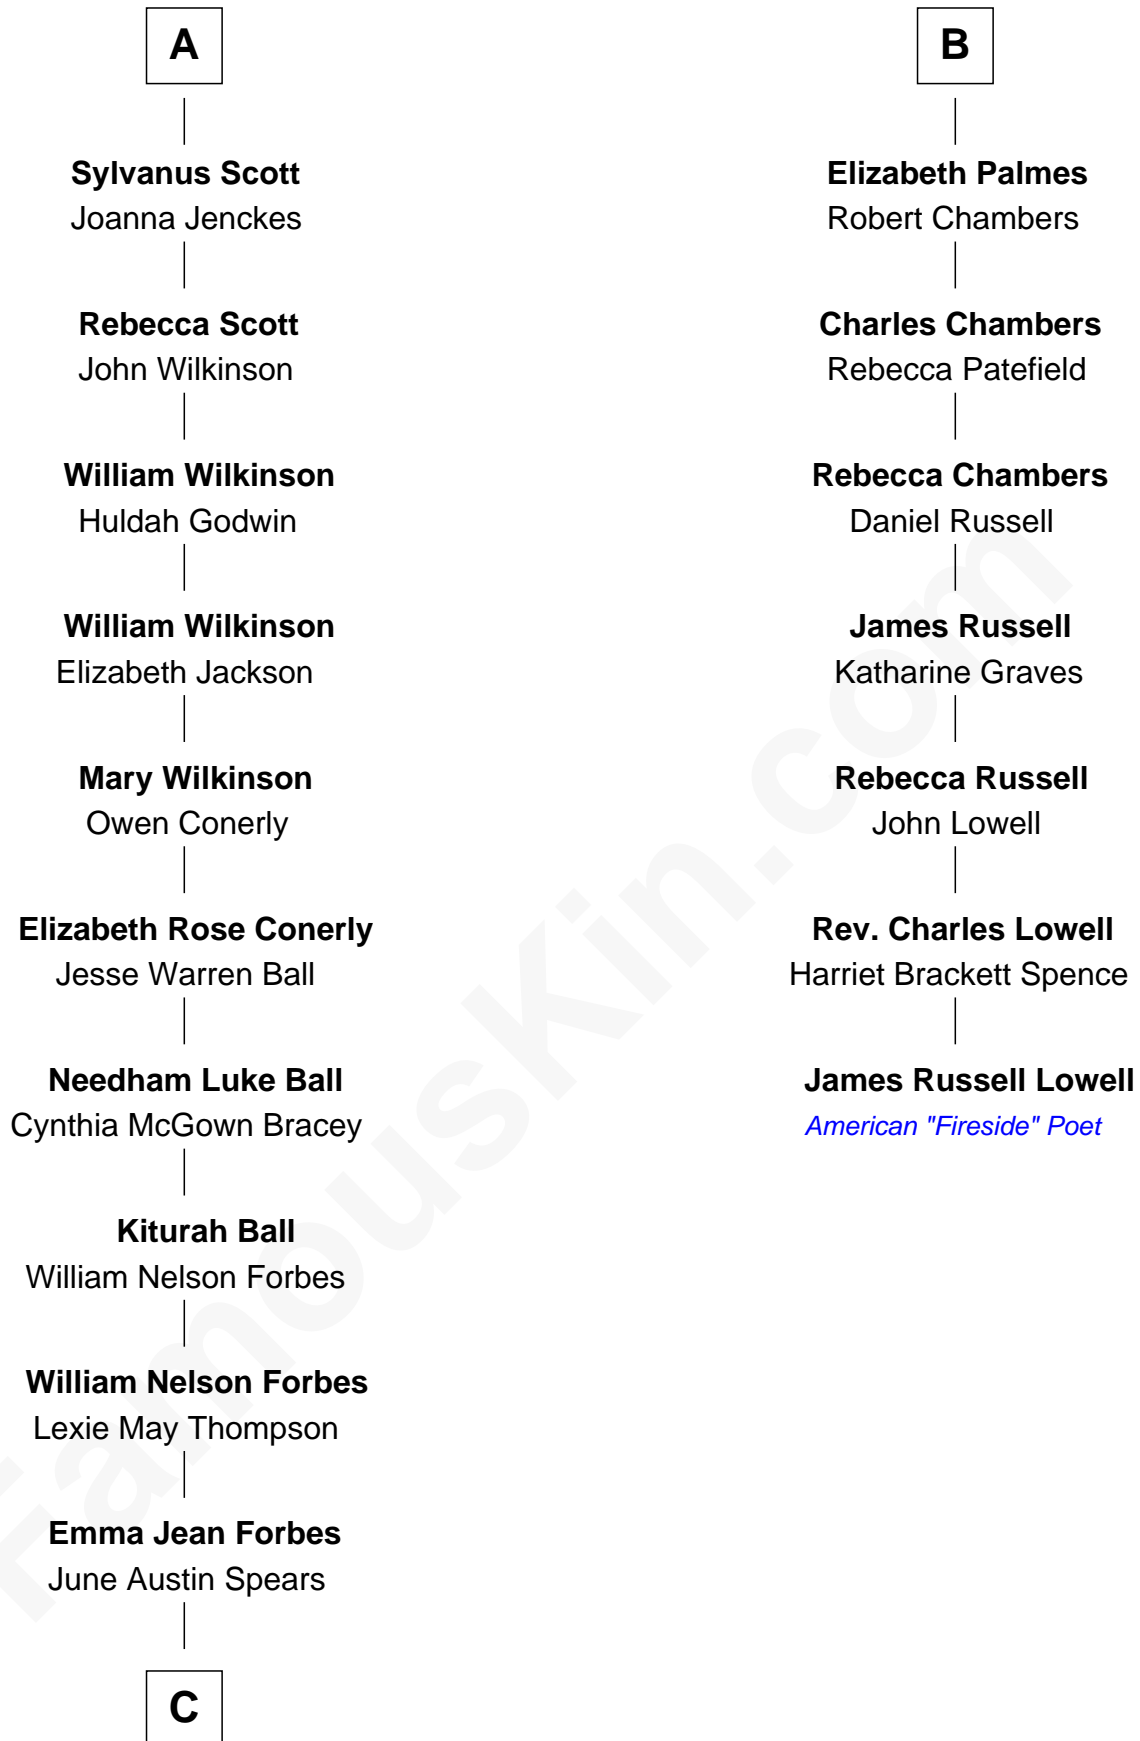 A
Sylvanus Scott
Joanna Jenckes
Rebecca Scott
John Wilkinson
William Wilkinson
Huldah Godwin
William Wilkinson
Elizabeth Jackson
Mary Wilkinson
Owen Conerly
Elizabeth Rose Conerly
Jesse Warren Ball
Needham Luke Ball
Cynthia McGown Bracey
Kiturah Ball
William Nelson Forbes
William Nelson Forbes
Lexie May Thompson
Emma Jean Forbes
June Austin Spears
C
B
Elizabeth Palmes
Robert Chambers
Charles Chambers
Rebecca Patefield
Rebecca Chambers
Daniel Russell
James Russell
Katharine Graves
Rebecca Russell
John Lowell
Rev. Charles Lowell
Harriet Brackett Spence
James Russell Lowell
American "Fireside" Poet
FamousKin.com